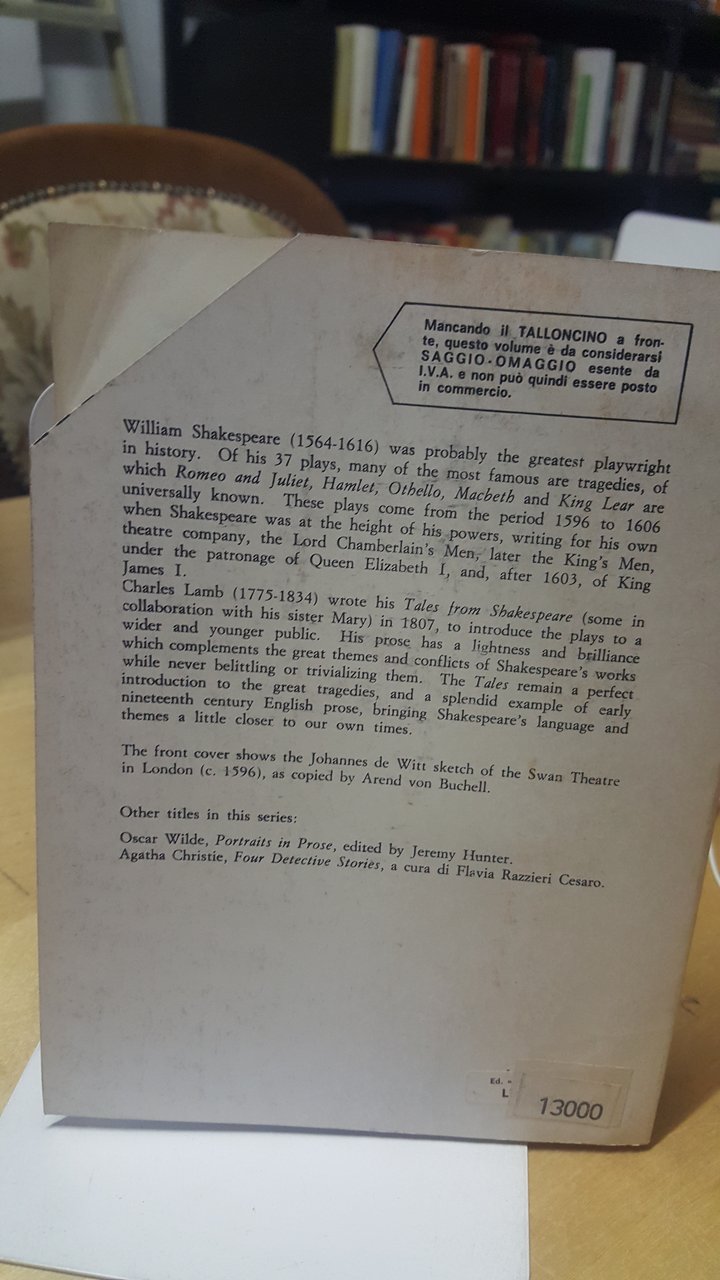 Mancando il TALLONCINO a fron-
te, questo volume è da considerarsi
SAGGIO-OMAGGIO esente da
I.V.A. e non può quindi essere posto
in commercio.
William Shakespeare (1564-1616) was probably the greatest playwright
in history. Of his 37 plays, many of the most famous are tragedies, of
which Romeo and Juliet, Hamlet, Othello, Macbeth and King Lear are
universally known. These plays come from the period 1596 to 1606
when Shakespeare was at the height of his powers, writing for his own
theatre company, the Lord Chamberlain's Men, later the King's Men,
under the patronage of Queen Elizabeth I, and, after 1603, of King
James I.
Charles Lamb (1775-1834) wrote his Tales from Shakespeare (some in
collaboration with his sister Mary) in 1807, to introduce the plays to a
wider and younger public. His prose has a lightness and brilliance
which complements the great themes and conflicts of Shakespeare's works
while never belittling or trivializing them. The Tales remain a perfect
introduction to the great tragedies, and a splendid example of early
nineteenth century English prose, bringing Shakespeare's language and
themes a little closer to our own times.
The front cover shows the Johannes de Witt sketch of the Swan Theatre
in London (c. 1596), as copied by Arend von Buchell.
Other titles in this series:
Oscar Wilde, Portraits in Prose, edited by Jeremy Hunter.
Agatha Christie, Four Detective Stories, a cura di Flavia Razzieri Cesaro.
Ed.
L
13000